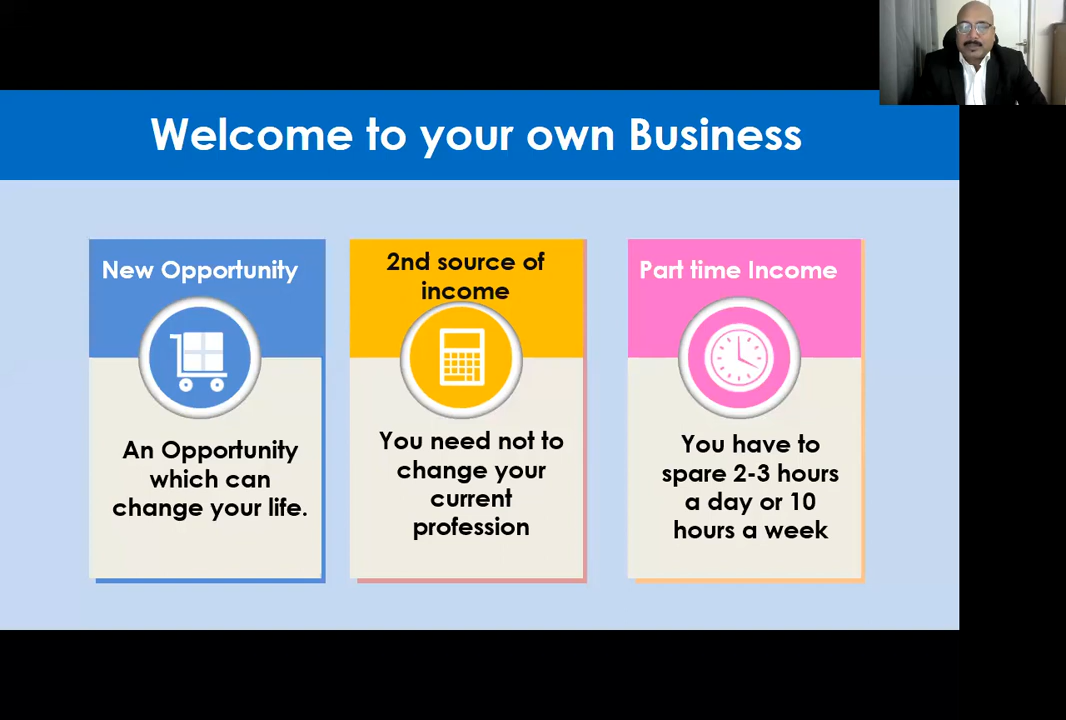 Welcome to your own Business
New Opportunity
An Opportunity
which can
change your life.
2nd source of
income
You need not to
change your
current
profession
Part time Income
You have to
spare 2-3 hours
a day or 10
hours a week